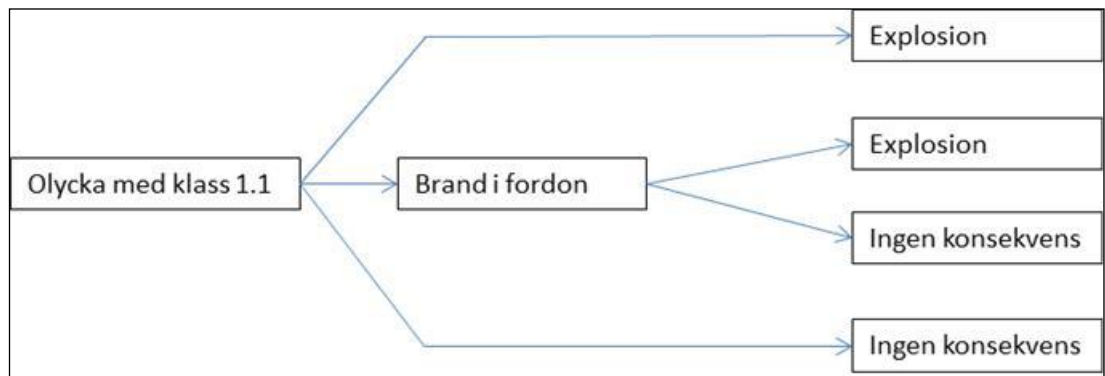 Explosion
Explosion
Olycka med klass 1.1
Brand i fordon
Ingen konsekvens
Ingen konsekvens